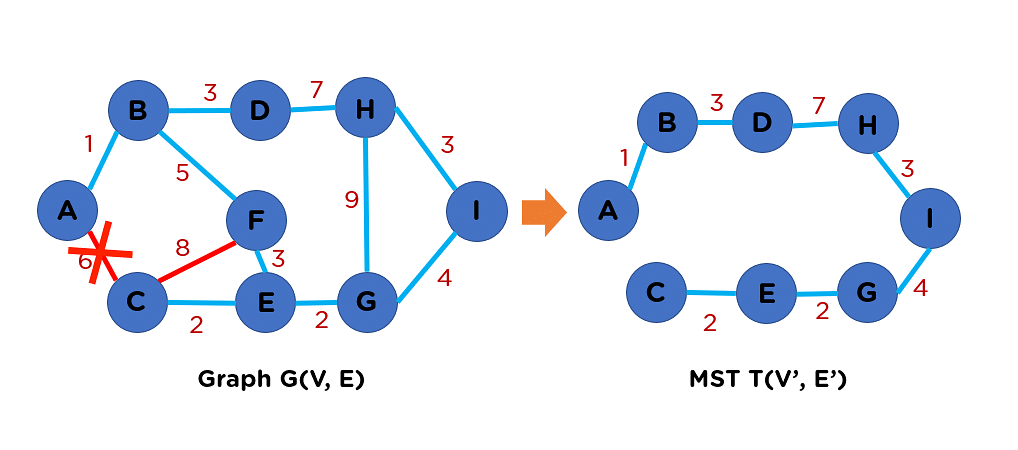 B 3 D 7 H
1
5
3
A
F
9
I
8
6
3
4
C 2 E 2 G
Graph G(V, E)
B 3 D 7 H
1
3
A
I
C 2 E 2 G 4
MST T(V’, E’)